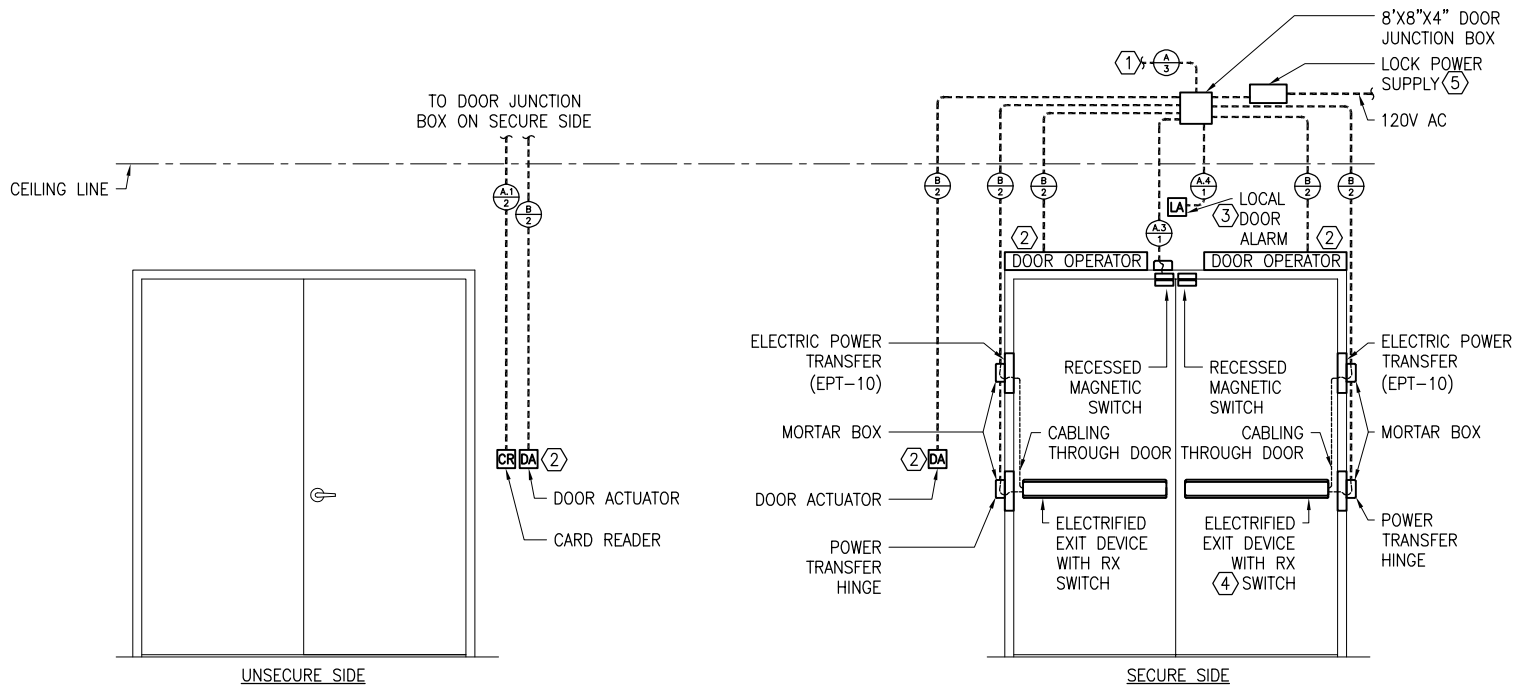 8'X8"X4" DOOR
JUNCTION BOX
LOCK POWER
SUPPLY 5
120V AC
1
A
3
TO DOOR JUNCTION
BOX ON SECURE SIDE
CEILING LINE
A.1
2
B
2
B
2
B
2
B
2
A.4
1
B
2
B
2
LA
3
LOCAL
DOOR
ALARM
A.3
1
2
2
DOOR OPERATOR
DOOR OPERATOR
ELECTRIC POWER
TRANSFER
(EPT-10)
RECESSED
MAGNETIC
SWITCH
RECESSED
MAGNETIC
SWITCH
ELECTRIC POWER
TRANSFER
(EPT-10)
MORTAR BOX
CABLING
THROUGH DOOR
CABLING
THROUGH DOOR
MORTAR BOX
CR
DA
2
2
DA
DOOR ACTUATOR
CARD READER
DOOR ACTUATOR
POWER
TRANSFER
HINGE
ELECTRIFIED
EXIT DEVICE
WITH RX
SWITCH
ELECTRIFIED
EXIT DEVICE
WITH RX
4 SWITCH
POWER
TRANSFER
HINGE
UNSECURE SIDE
SECURE SIDE